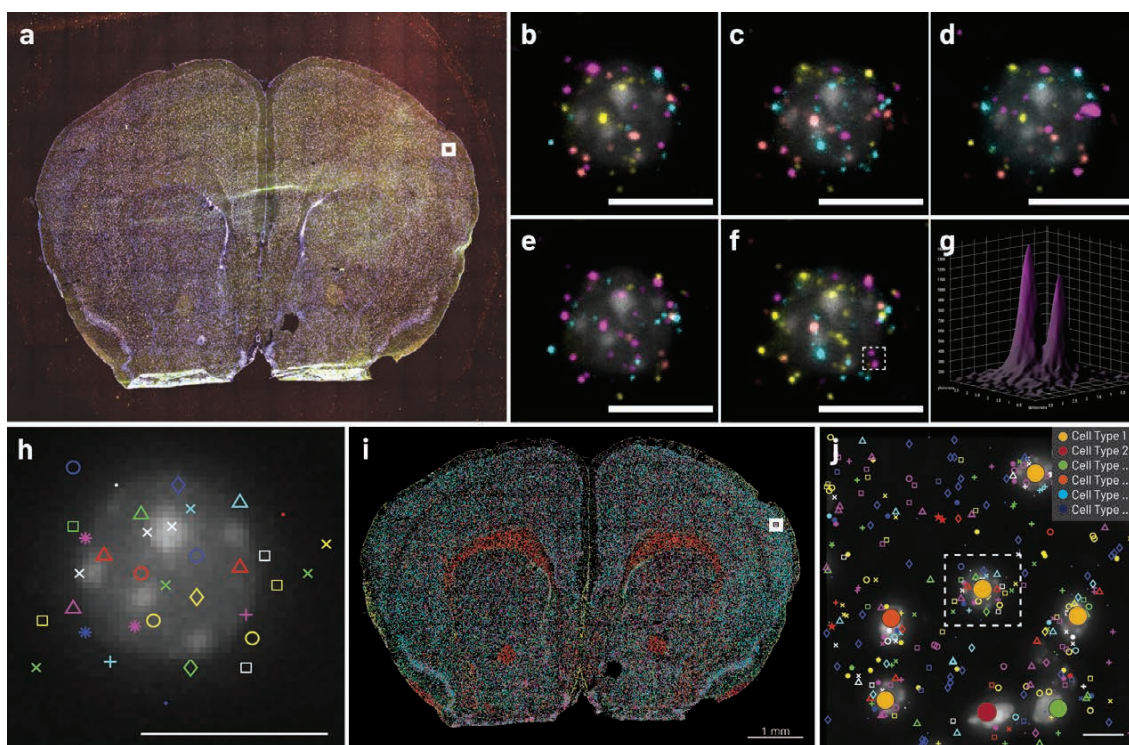 a
b
c
d
e
f
g
h
i
1 mm
j
Cell Type 1
Cell Type 2
Cell Type ..
Cell Type ..
Cell Type ..
Cell Type ..